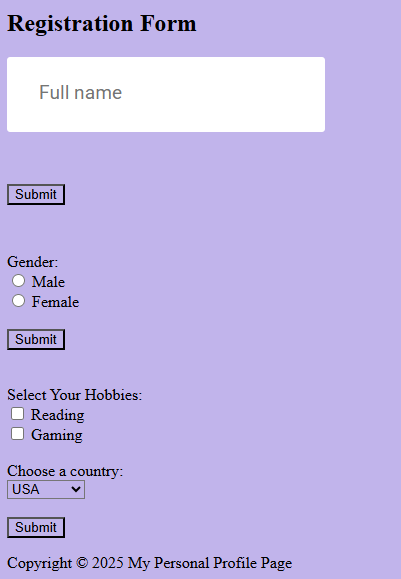 Registration Form
Full name
Submit
Gender:
Male
Female
Submit
Select Your Hobbies:
Reading
Gaming
Choose a country:
USA
Submit
Copyright © 2025 My Personal Profile Page